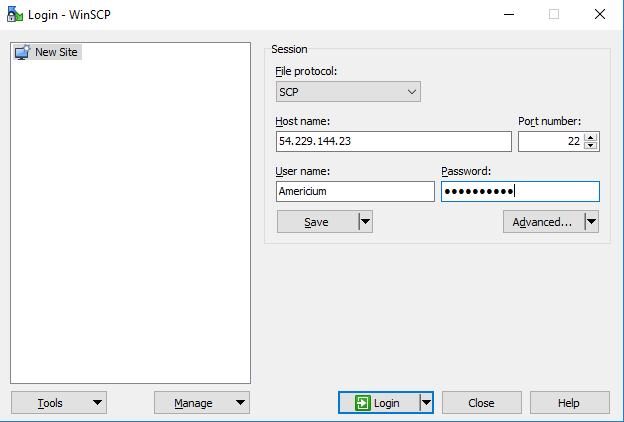 Login - WinSCP
New Site
Session
File protocol:
SCP
Host name:
Port number:
54.229.144.23
22
User name:
Password:
Americium
●●●●●●●●●●
Save
Advanced...
Tools
Manage
Login
Close
Help